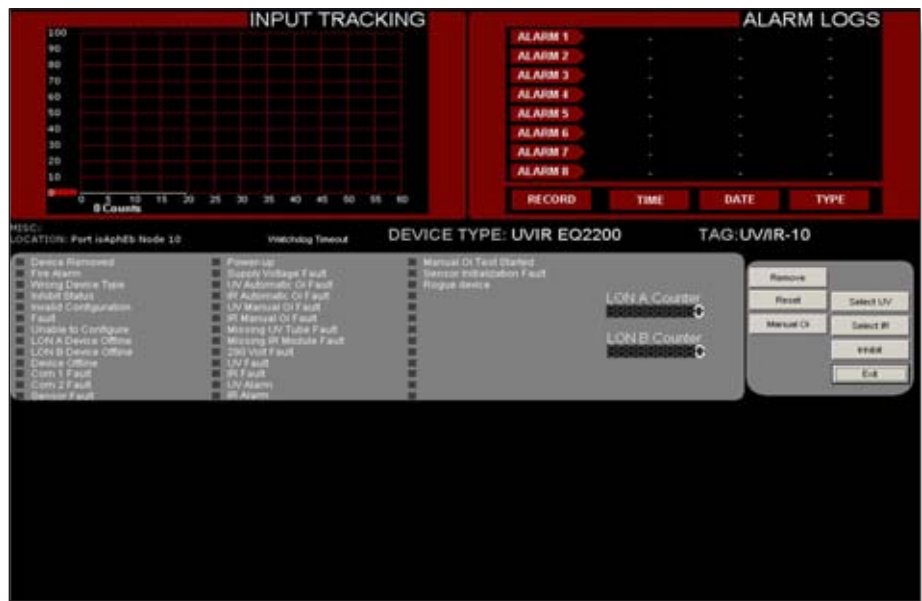 INPUT TRACKING
100
90
80
70
60
50
40
30
20
10
0
0 5 10 15 20 25 30 35 40 45 50 55 60
0 Counts
ALARM LOGS
ALARM 1 - - -
ALARM 2 - - -
ALARM 3 - - -
ALARM 4 - - -
ALARM 5 - - -
ALARM 6 - - -
ALARM 7 - - -
ALARM 8 - - -
RECORD TIME DATE TYPE
MISC:
LOCATION: Port isAphEb Node 10 Watchdog Timeout DEVICE TYPE: UVIR EQ2200 TAG:UV/IR-10
Device Removed
Fire Alarm
Wrong Device Type
Inhibit Status
Invalid Configuration
Fault
Unable to Configure
LON A Device Offline
LON B Device Offline
Device Offline
Com 1 Fault
Com 2 Fault
Sensor Fault
Power-up
Supply Voltage Fault
UV Automatic OI Fault
IR Automatic OI Fault
UV Manual OI Fault
IR Manual OI Fault
Missing UV Tube Fault
Missing IR Module Fault
290 Volt Fault
UV Fault
IR Fault
UV Alarm
IR Alarm
Manual OI Test Started
Sensor Initialization Fault
Rogue device
LON A Counter
0
LON B Counter
0
Remove
Reset
Manual OI
Select UV
Select IR
Inhibit
Exit